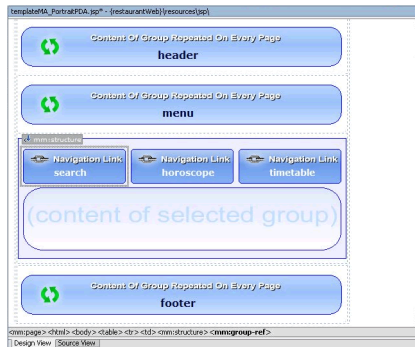 templateMA_PortraitPDA.jsp* - {restaurantWeb}\resources\jsp\
Content Of Group Repeated On Every Page
header
Content Of Group Repeated On Every Page
menu
mm:structure
Navigation Link
search
Navigation Link
horoscope
Navigation Link
timetable
(content of selected group)
Content Of Group Repeated On Every Page
footer
<mm:page> <html> <body> <table> <tr> <td> <mm:structure> <mm:group-ref>
Design View Source View